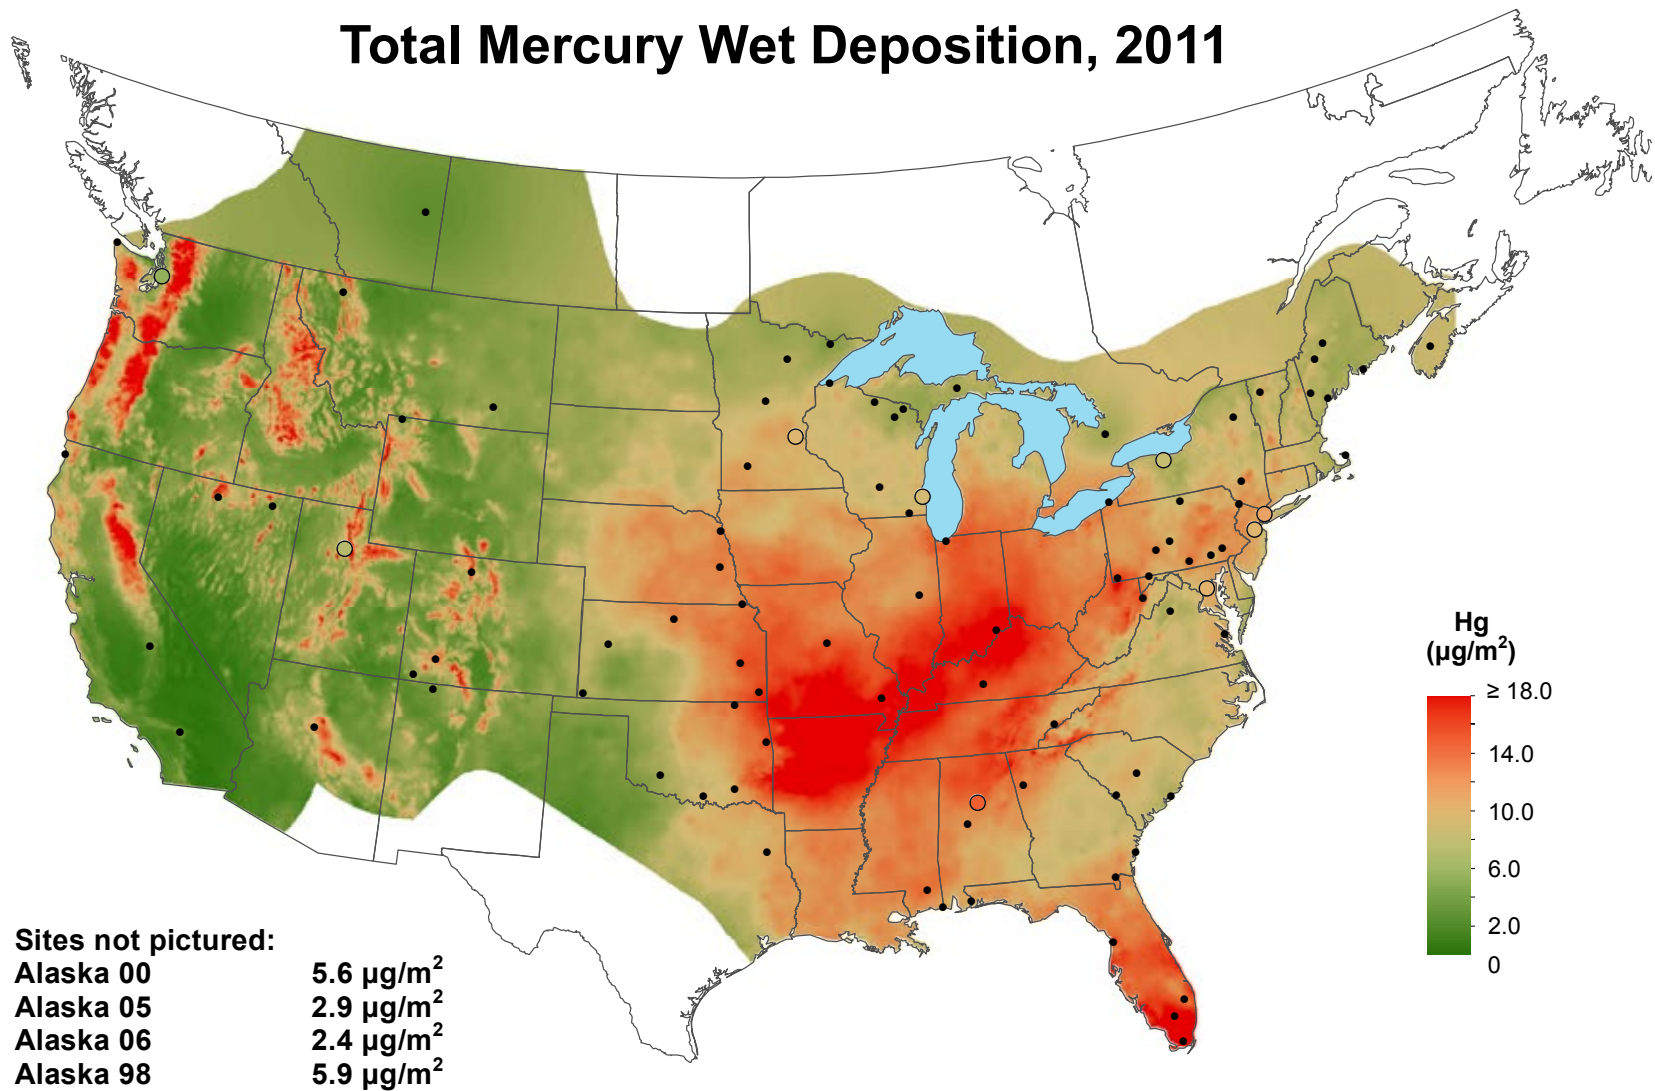 Total Mercury Wet Deposition, 2011
Hg
(µg/m²)
≥ 18.0
14.0
10.0
6.0
2.0
0
Sites not pictured:
Alaska 00 5.6 µg/m²
Alaska 05 2.9 µg/m²
Alaska 06 2.4 µg/m²
Alaska 98 5.9 µg/m²